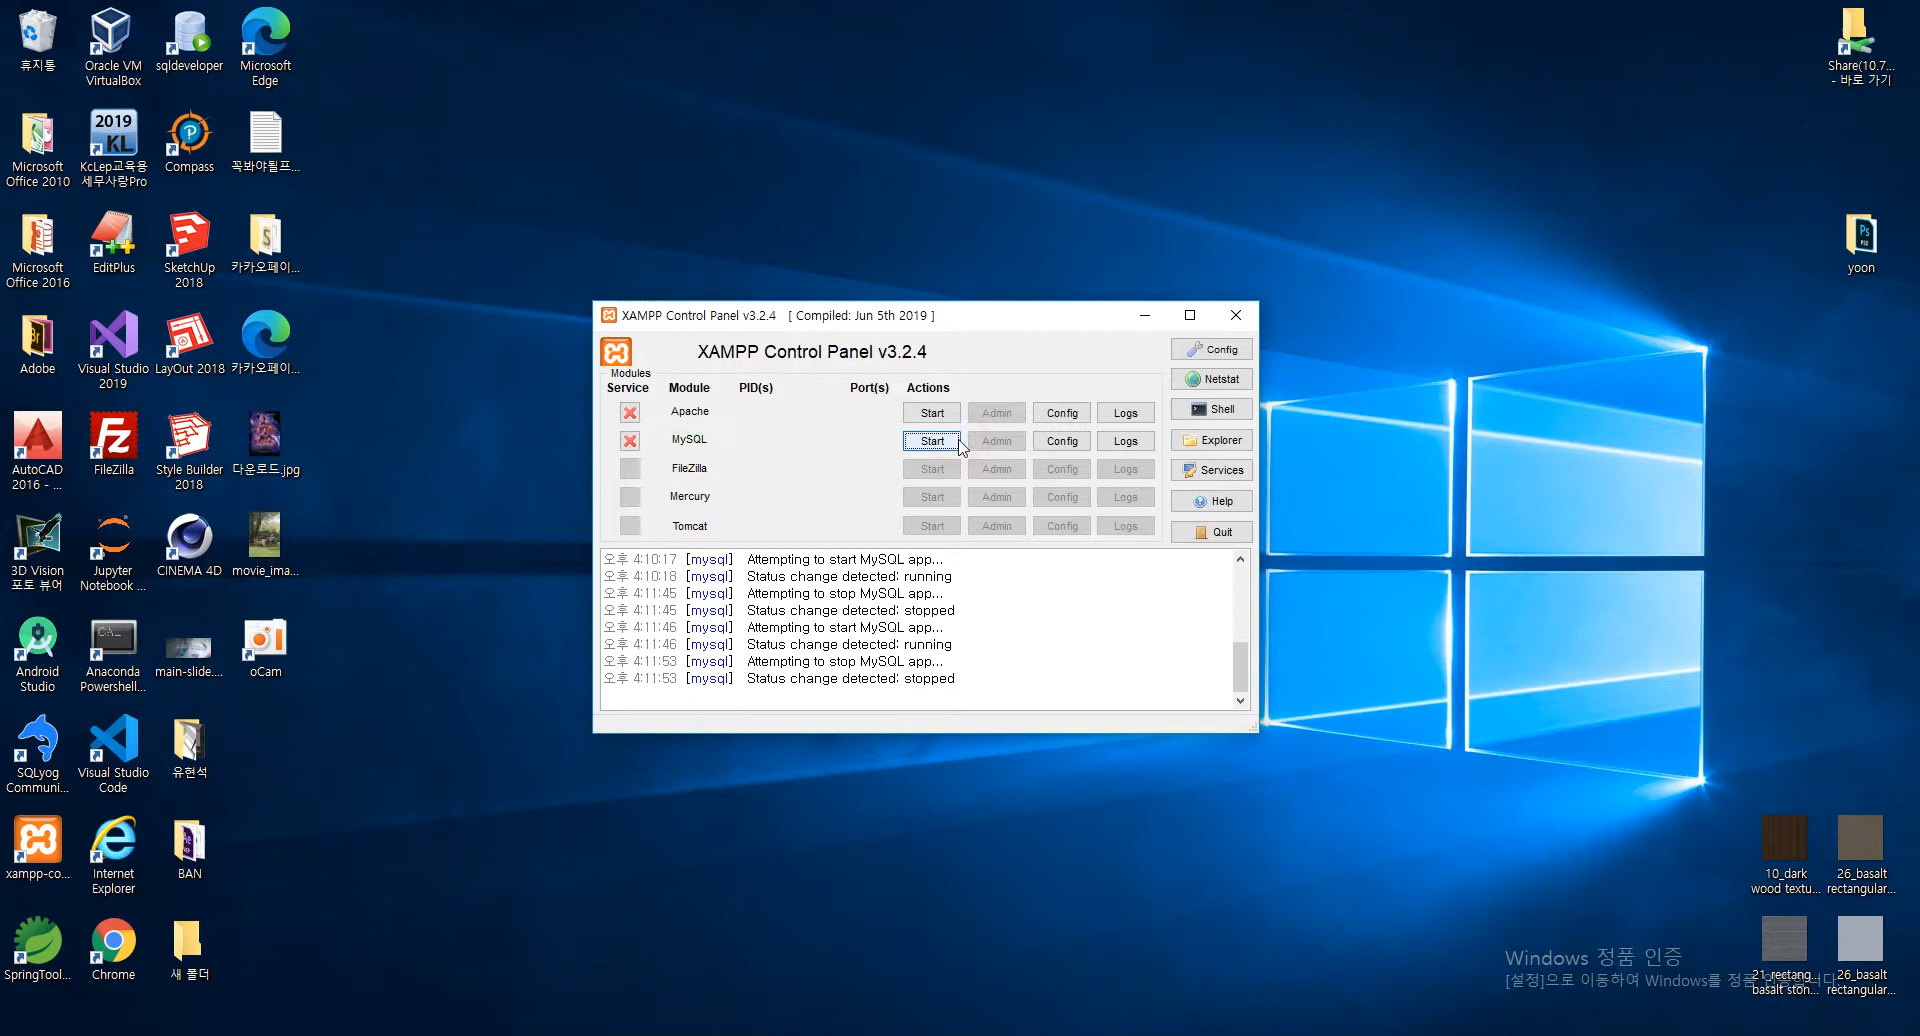 휴지통
Oracle VM
VirtualBox
sqldeveloper
Microsoft
Edge
Share(10.7...
- 바로 가기
2019
KL
Microsoft
Office 2010
KcLep교육용
세무사랑Pro
Compass
꼭봐야될프...
Microsoft
Office 2016
EditPlus
SketchUp
2018
카카오페이...
yoon
Adobe
Visual Studio
2019
LayOut 2018
카카오페이...
AutoCAD
2016 - ...
FileZilla
Style Builder
2018
다운로드.jpg
3D Vision
포토 뷰어
Jupyter
Notebook ...
CINEMA 4D
movie_ima...
Android
Studio
Anaconda
Powershell...
main-slide....
oCam
SQLyog
Communi...
Visual Studio
Code
유현석
xampp-co...
Internet
Explorer
BAN
SpringTool...
Chrome
새 폴더
XAMPP Control Panel v3.2.4 [ Compiled: Jun 5th 2019 ]
XAMPP Control Panel v3.2.4
Config
Modules
Service Module PID(s) Port(s) Actions
Netstat
Apache Start Admin Config Logs
Shell
MySQL Start Admin Config Logs
Explorer
FileZilla Start Admin Config Logs
Services
Mercury Start Admin Config Logs
Help
Tomcat Start Admin Config Logs
Quit
오후 4:10:17 [mysql] Attempting to start MySQL app...
오후 4:10:18 [mysql] Status change detected: running
오후 4:11:45 [mysql] Attempting to stop MySQL app...
오후 4:11:45 [mysql] Status change detected: stopped
오후 4:11:46 [mysql] Attempting to start MySQL app...
오후 4:11:46 [mysql] Status change detected: running
오후 4:11:53 [mysql] Attempting to stop MySQL app...
오후 4:11:53 [mysql] Status change detected: stopped
10_dark
wood textu...
26_basalt
rectangular...
Windows 정품 인증
[설정]으로 이동하여 Windows를 정품
21_rectang...
basalt ston...
26_basalt
rectangular...